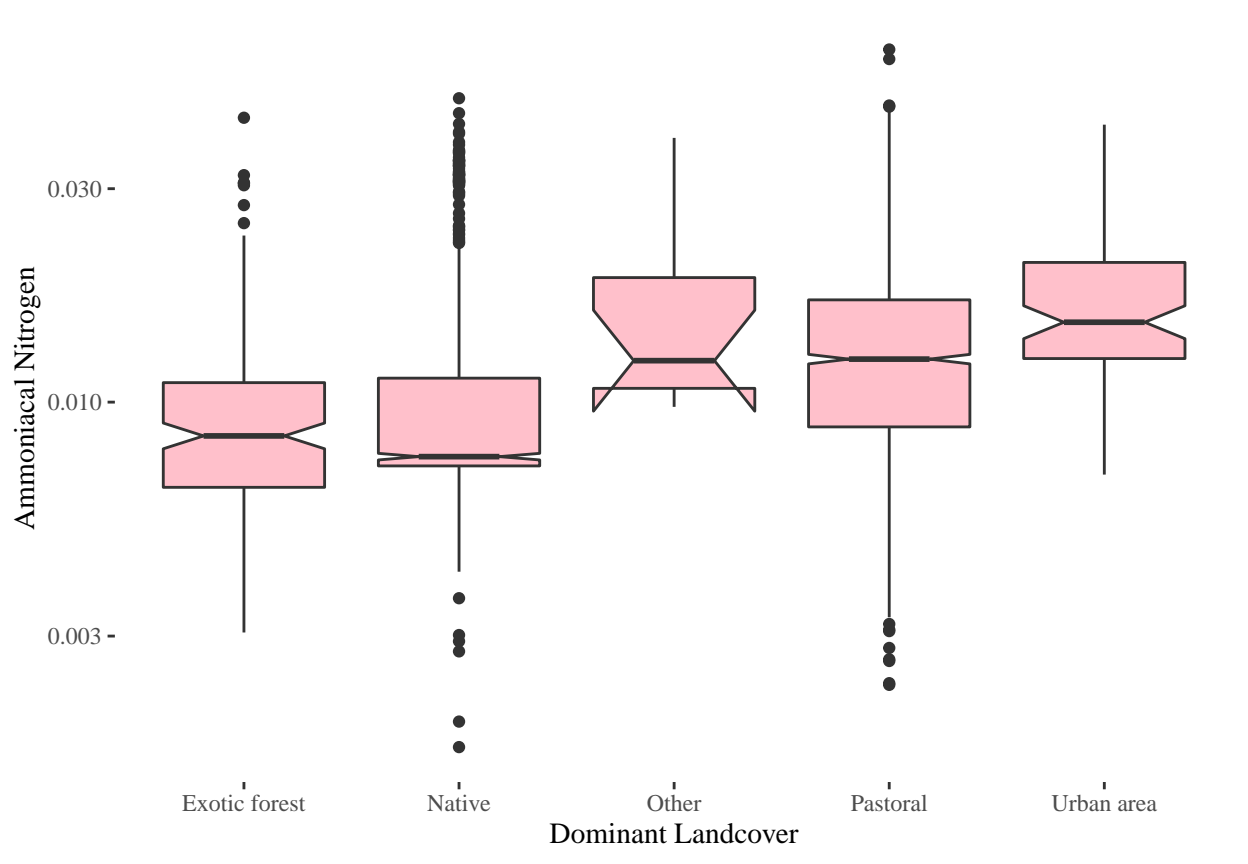 Ammoniacal Nitrogen
0.030
0.010
0.003
Exotic forest
Native
Other
Pastoral
Urban area
Dominant Landcover